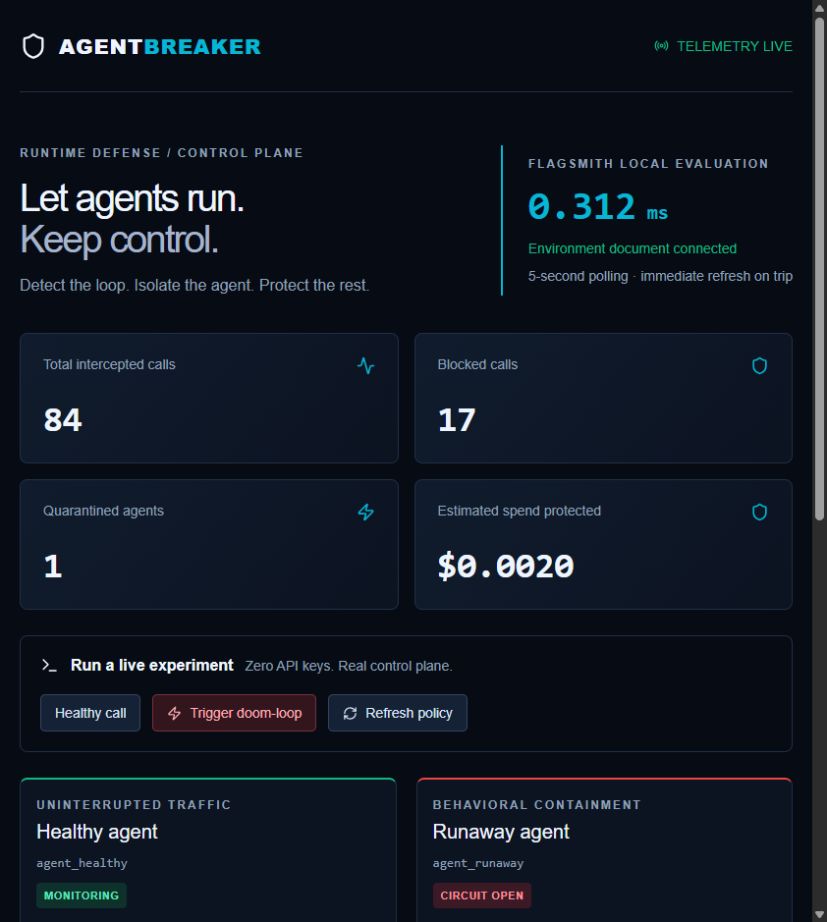 AGENTBREAKER
TELEMETRY LIVE
RUNTIME DEFENSE / CONTROL PLANE
Let agents run.
Keep control.
Detect the loop. Isolate the agent. Protect the rest.
FLAGSMITH LOCAL EVALUATION
0.312 ms
Environment document connected
5-second polling · immediate refresh on trip
Total intercepted calls
84
Blocked calls
17
Quarantined agents
1
Estimated spend protected
$0.0020
Run a live experiment Zero API keys. Real control plane.
Healthy call
Trigger doom-loop
Refresh policy
UNINTERRUPTED TRAFFIC
Healthy agent
agent_healthy
MONITORING
BEHAVIORAL CONTAINMENT
Runaway agent
agent_runaway
CIRCUIT OPEN